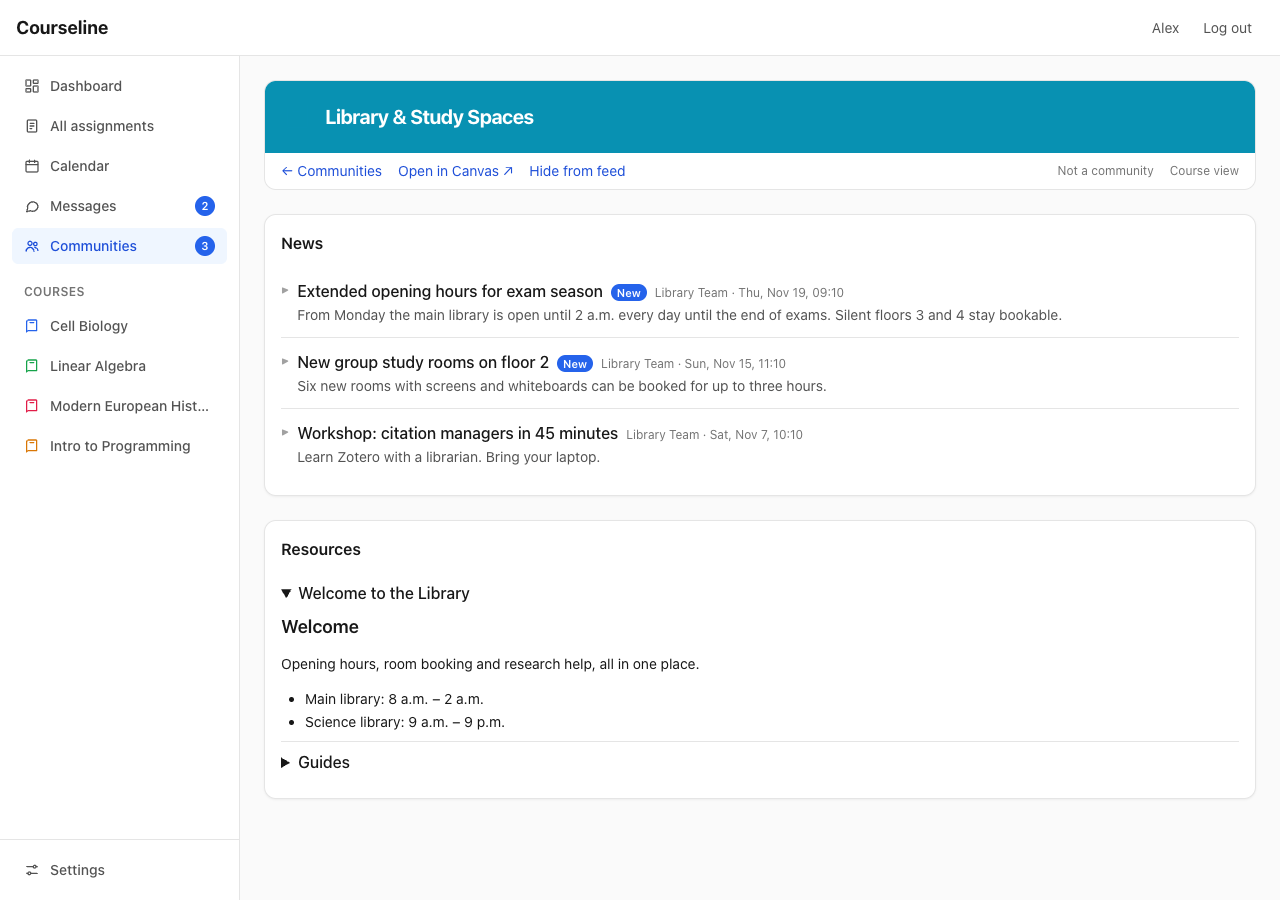 Courseline
Alex
Log out
Dashboard
All assignments
Calendar
Messages 2
Communities 3
COURSES
Cell Biology
Linear Algebra
Modern European Hist...
Intro to Programming
Settings
Library & Study Spaces
← Communities Open in Canvas ↗ Hide from feed Not a community Course view
News
Extended opening hours for exam season New Library Team · Thu, Nov 19, 09:10
From Monday the main library is open until 2 a.m. every day until the end of exams. Silent floors 3 and 4 stay bookable.
New group study rooms on floor 2 New Library Team · Sun, Nov 15, 11:10
Six new rooms with screens and whiteboards can be booked for up to three hours.
Workshop: citation managers in 45 minutes Library Team · Sat, Nov 7, 10:10
Learn Zotero with a librarian. Bring your laptop.
Resources
Welcome to the Library
Welcome
Opening hours, room booking and research help, all in one place.
• Main library: 8 a.m. – 2 a.m.
• Science library: 9 a.m. – 9 p.m.
Guides